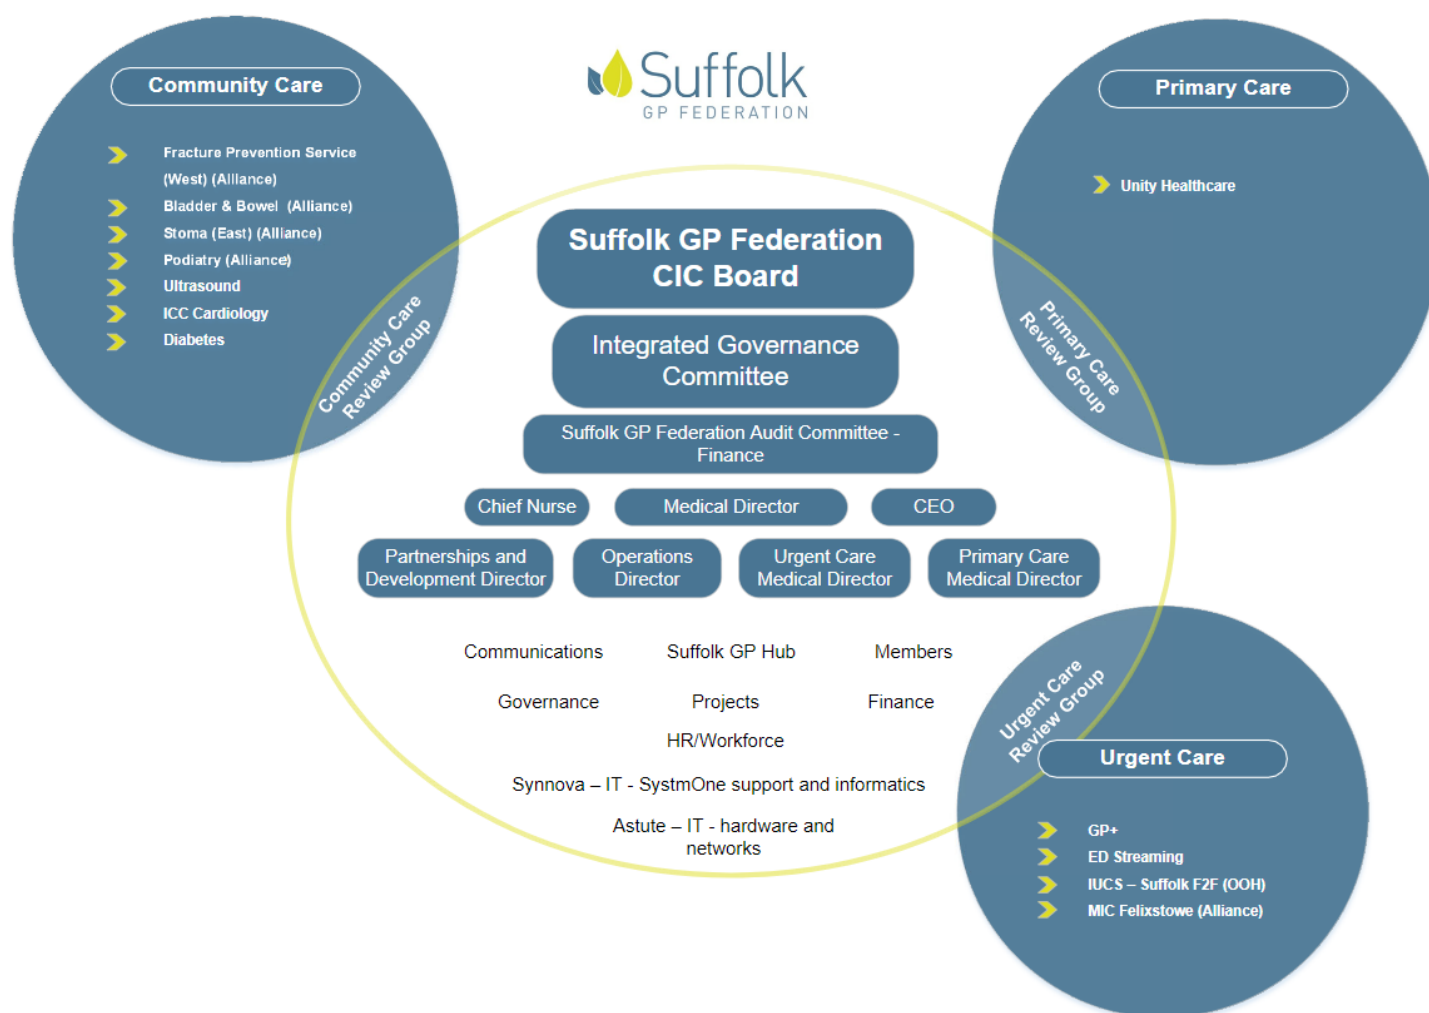 Suffolk
GP FEDERATION
Community Care
Fracture Prevention Service
(West) (Alliance)
Bladder & Bowel (Alliance)
Stoma (East) (Alliance)
Podiatry (Alliance)
Ultrasound
ICC Cardiology
Diabetes
Community Care
Review Group
Primary Care
Unity Healthcare
Primary Care
Review Group
Suffolk GP Federation
CIC Board
Integrated Governance
Committee
Suffolk GP Federation Audit Committee -
Finance
Chief Nurse
Medical Director
CEO
Partnerships and
Development Director
Operations
Director
Urgent Care
Medical Director
Primary Care
Medical Director
Communications
Suffolk GP Hub
Members
Governance
Projects
Finance
HR/Workforce
Synnova – IT - SystmOne support and informatics
Astute – IT - hardware and
networks
Urgent Care
Review Group
Urgent Care
GP+
ED Streaming
IUCS – Suffolk F2F (OOH)
MIC Felixstowe (Alliance)